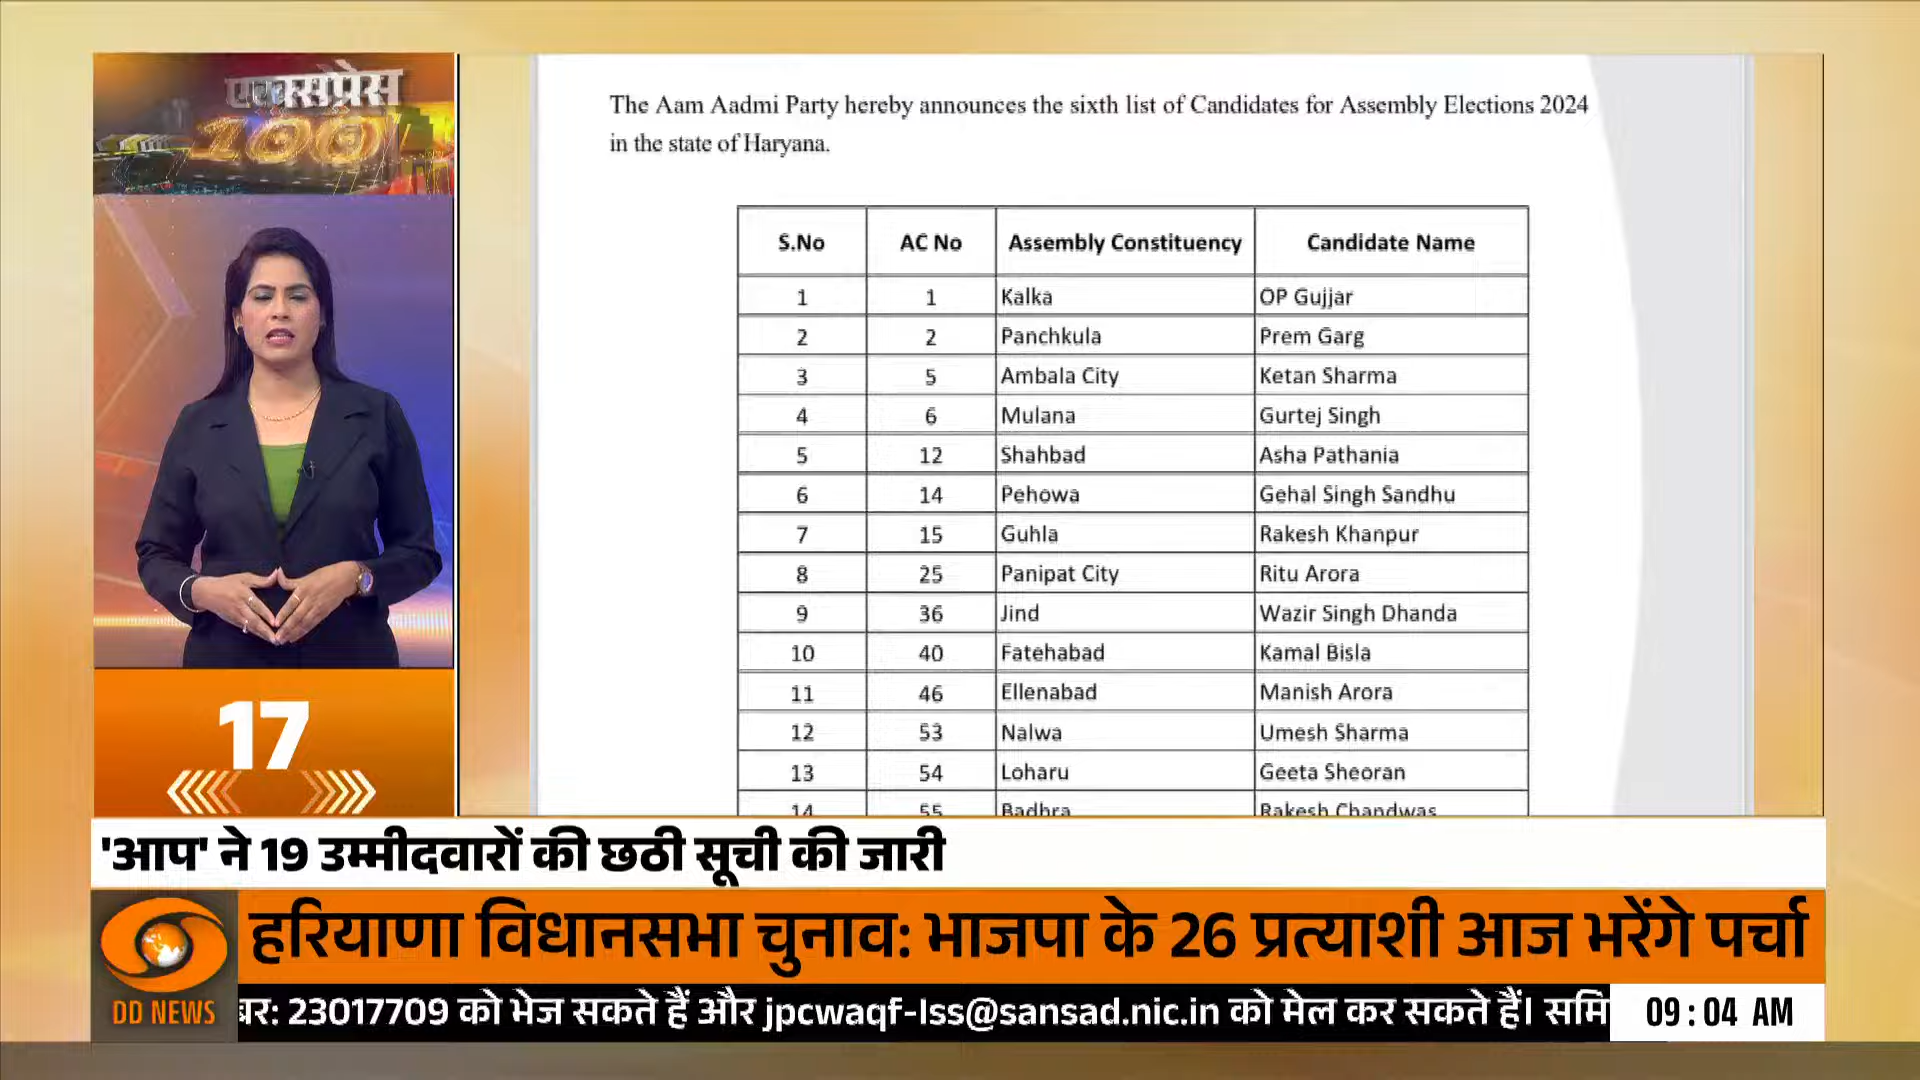 एक्सप्रेस
100
The Aam Aadmi Party hereby announces the sixth list of Candidates for Assembly Elections 2024
in the state of Haryana.
S.No AC No Assembly Constituency Candidate Name
1 1 Kalka OP Gujjar
2 2 Panchkula Prem Garg
3 5 Ambala City Ketan Sharma
4 6 Mulana Gurtej Singh
5 12 Shahbad Asha Pathania
6 14 Pehowa Gehal Singh Sandhu
7 15 Guhla Rakesh Khanpur
8 25 Panipat City Ritu Arora
9 36 Jind Wazir Singh Dhanda
10 40 Fatehabad Kamal Bisla
11 46 Ellenabad Manish Arora
12 53 Nalwa Umesh Sharma
13 54 Loharu Geeta Sheoran
14 55 Badhra Rakesh Chandwas
17
'आप' ने 19 उम्मीदवारों की छठी सूची की जारी
हरियाणा विधानसभा चुनाव: भाजपा के 26 प्रत्याशी आज भरेंगे पर्चा
DD NEWS
बर: 23017709 को भेज सकते हैं और jpcwaqf-lss@sansad.nic.in को मेल कर सकते हैं। समि
09:04 AM